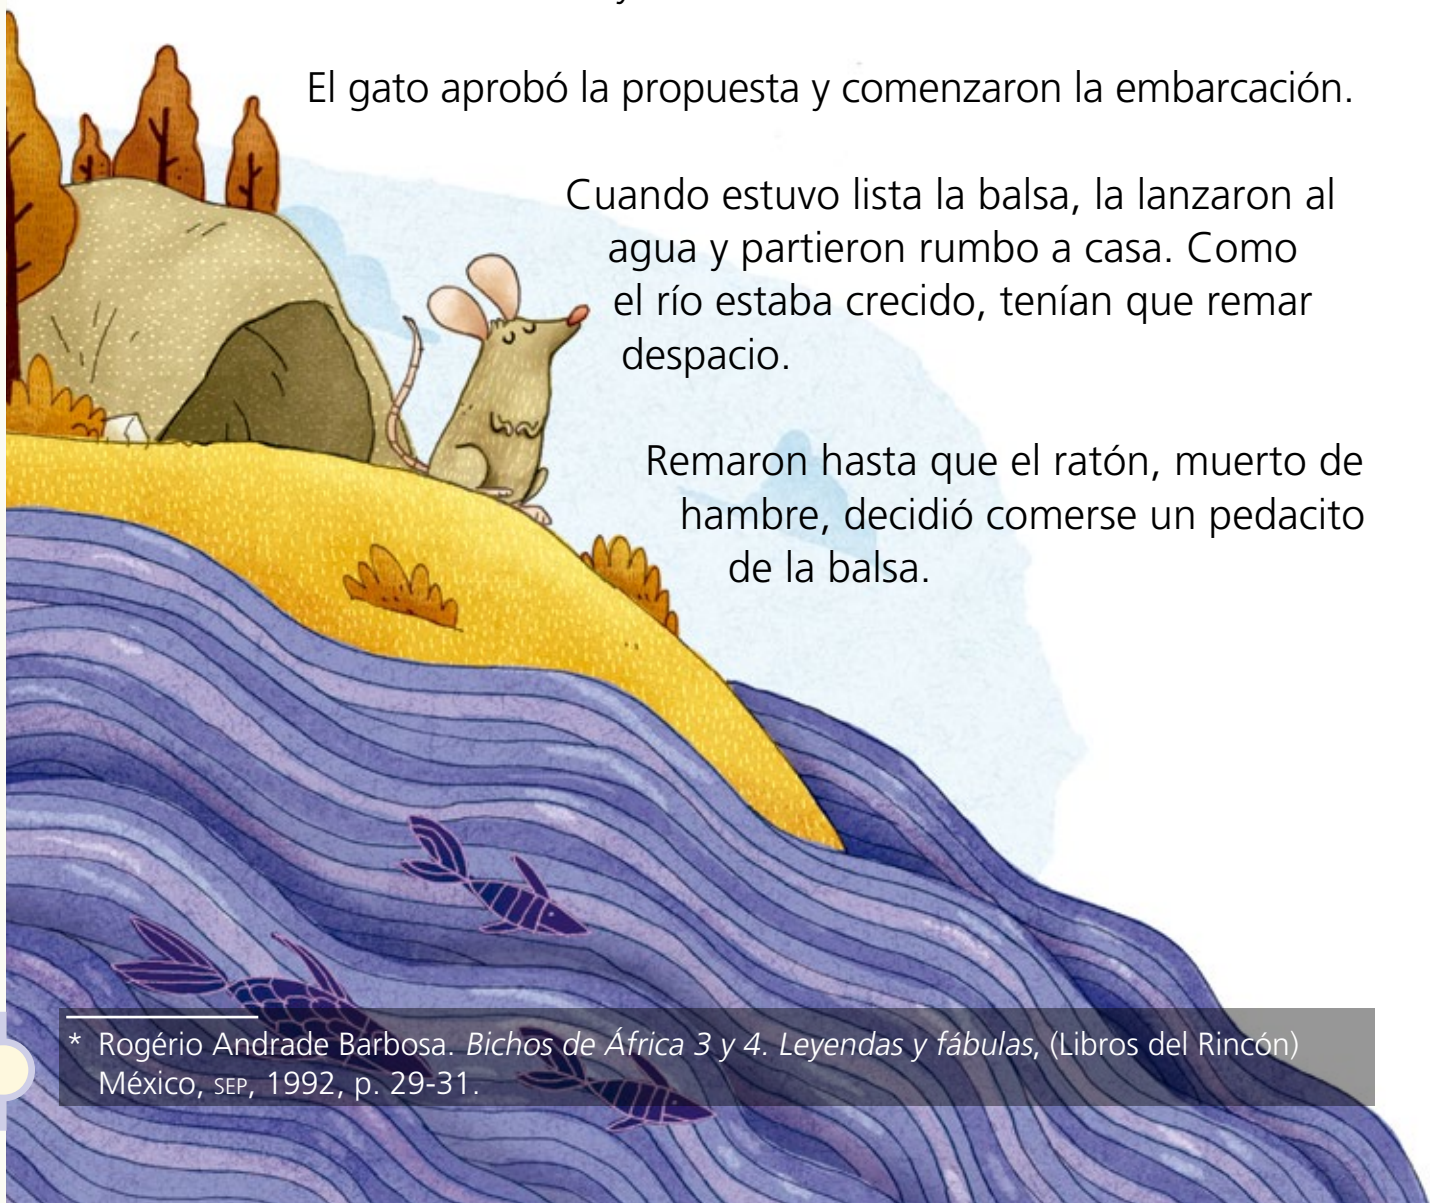 El gato aprobó la propuesta y comenzaron la embarcación.
Cuando estuvo lista la balsa, la lanzaron al
agua y partieron rumbo a casa. Como
el río estaba crecido, tenían que remar
despacio.
Remaron hasta que el ratón, muerto de
hambre, decidió comerse un pedacito
de la balsa.
* Rogério Andrade Barbosa. Bichos de África 3 y 4. Leyendas y fábulas, (Libros del Rincón)
México, SEP, 1992, p. 29-31.